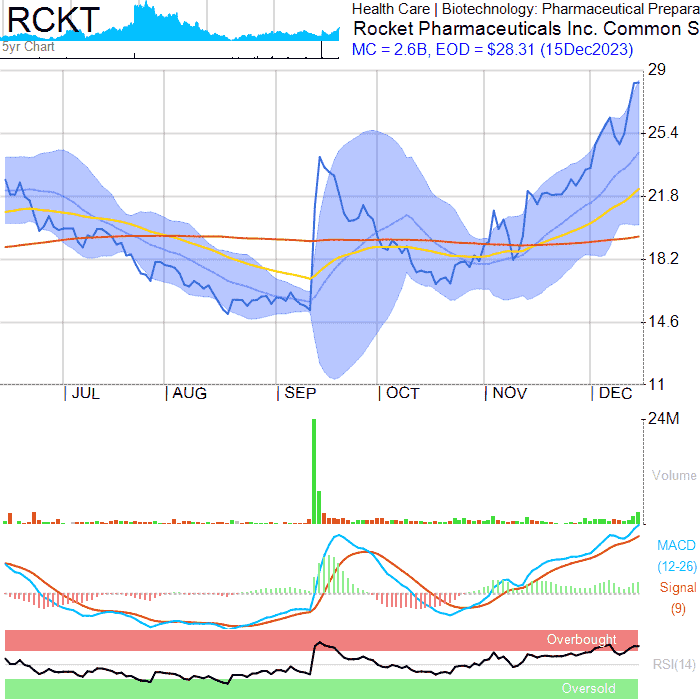 RCKT
5yr Chart
Health Care | Biotechnology: Pharmaceutical Prepara
Rocket Pharmaceuticals Inc. Common S
MC = 2.6B, EOD = $28.31 (15Dec2023)
29
25.4
21.8
18.2
14.6
11
JUL AUG SEP OCT NOV DEC
24M
Volume
MACD
(12-26)
Signal
(9)
Overbought
RSI(14)
Oversold